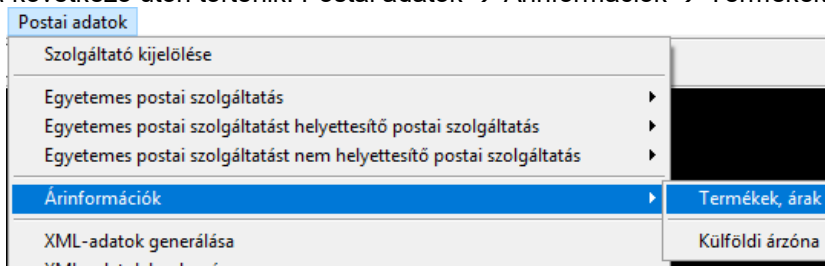 Postai adatok
Szolgáltató kijelölése
Egyetemes postai szolgáltatás
Egyetemes postai szolgáltatást helyettesítő postai szolgáltatás
Egyetemes postai szolgáltatást nem helyettesítő postai szolgáltatás
Árinformációk
Termékek, árak
XML-adatok generálása
Külföldi árzóna